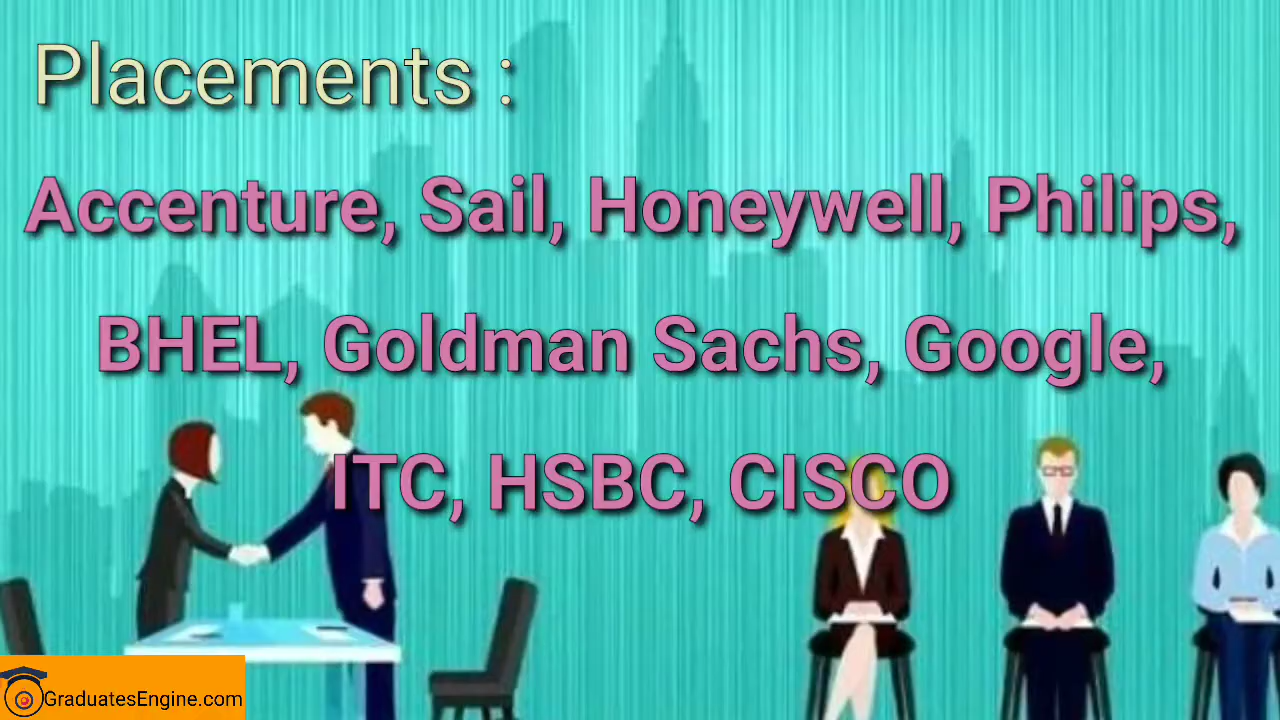 Placements :
Accenture, Sail, Honeywell, Philips,
BHEL, Goldman Sachs, Google,
ITC, HSBC, CISCO
GraduatesEngine.com